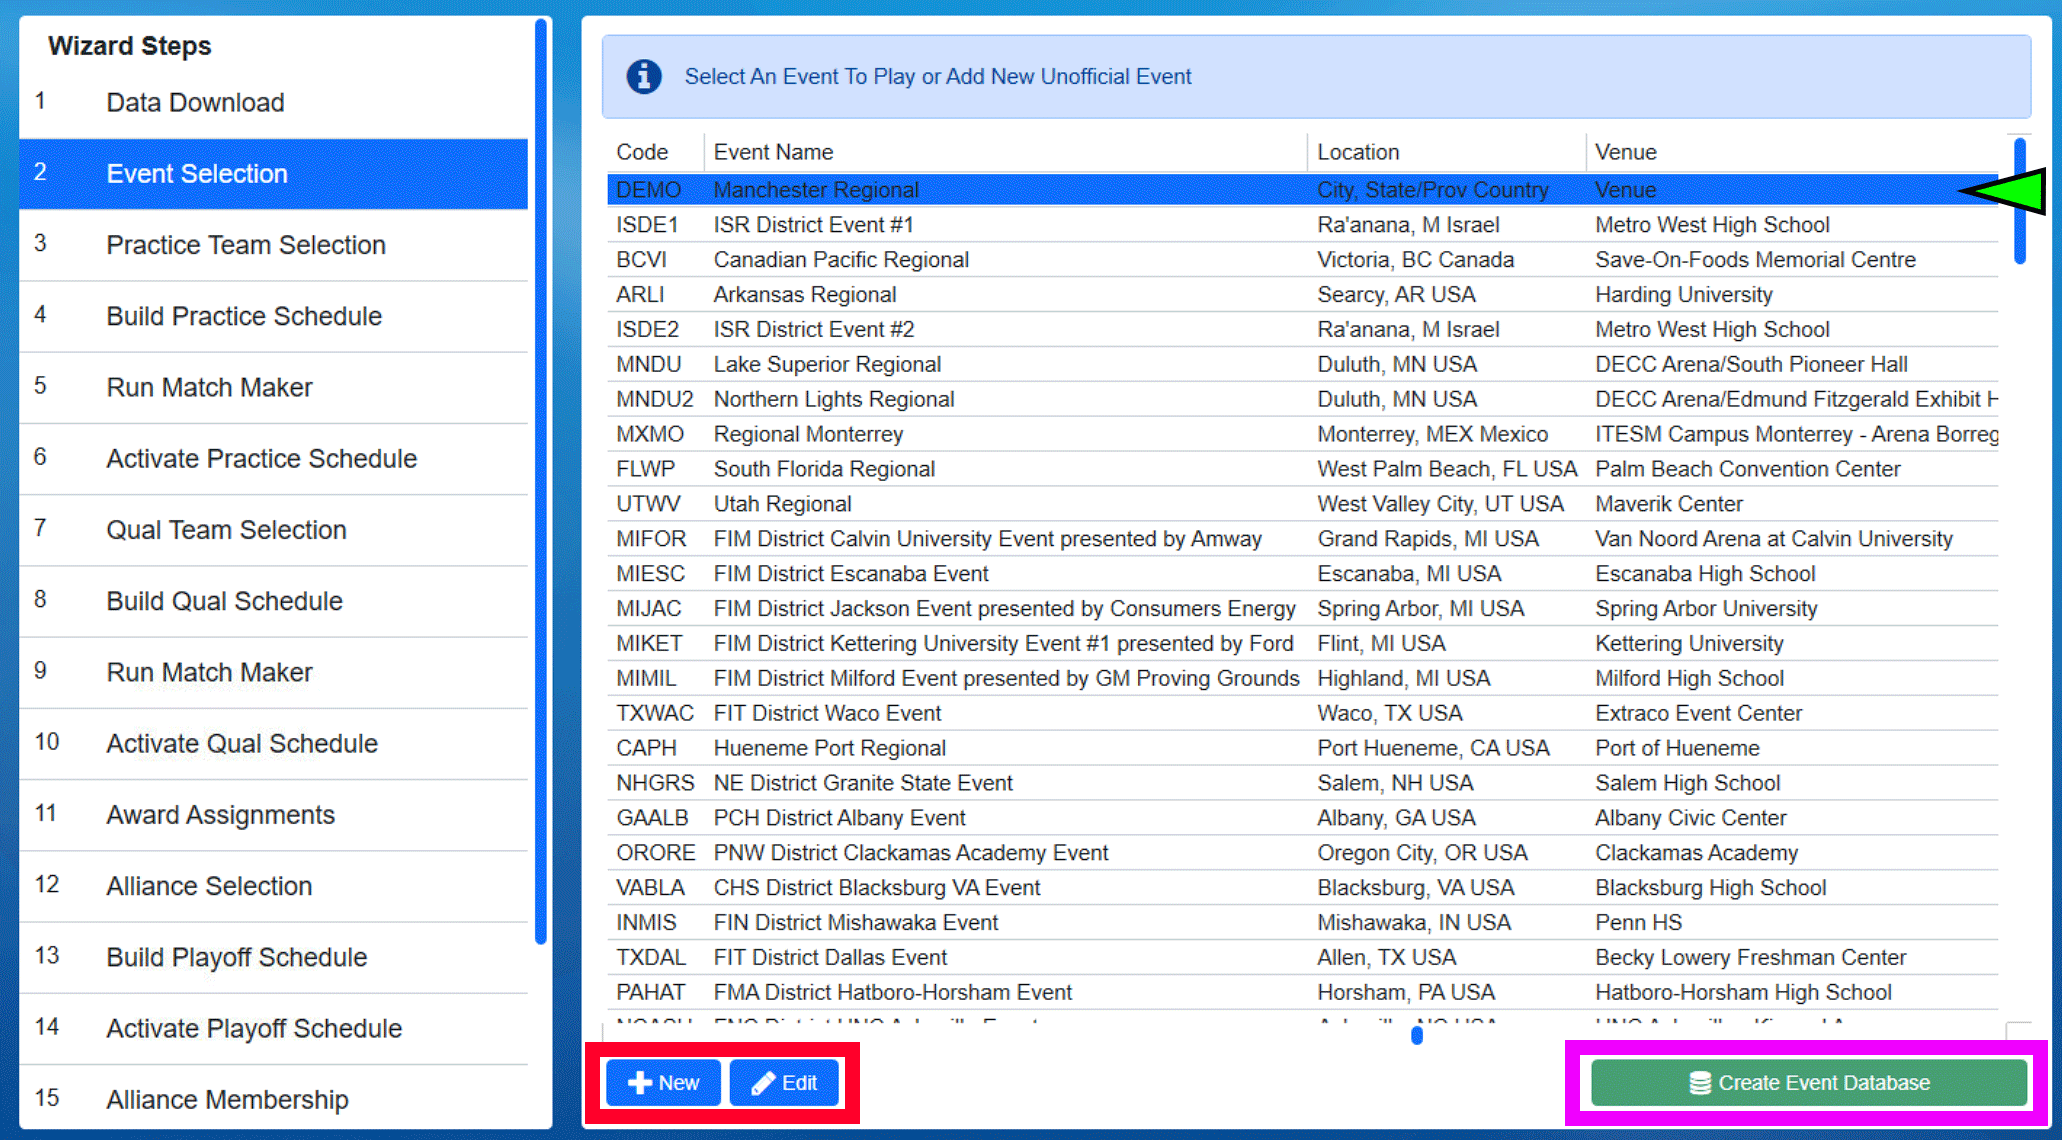 Wizard Steps
1 Data Download
2 Event Selection
3 Practice Team Selection
4 Build Practice Schedule
5 Run Match Maker
6 Activate Practice Schedule
7 Qual Team Selection
8 Build Qual Schedule
9 Run Match Maker
10 Activate Qual Schedule
11 Award Assignments
12 Alliance Selection
13 Build Playoff Schedule
14 Activate Playoff Schedule
15 Alliance Membership
Select An Event To Play or Add New Unofficial Event
Code Event Name Location Venue
DEMO Manchester Regional City, State/Prov Country Venue
ISDE1 ISR District Event #1 Ra'anana, M Israel Metro West High School
BCVI Canadian Pacific Regional Victoria, BC Canada Save-On-Foods Memorial Centre
ARLI Arkansas Regional Searcy, AR USA Harding University
ISDE2 ISR District Event #2 Ra'anana, M Israel Metro West High School
MNDU Lake Superior Regional Duluth, MN USA DECC Arena/South Pioneer Hall
MNDU2 Northern Lights Regional Duluth, MN USA DECC Arena/Edmund Fitzgerald Exhibit H
MXMO Regional Monterrey Monterrey, MEX Mexico ITESM Campus Monterrey - Arena Borreg
FLWP South Florida Regional West Palm Beach, FL USA Palm Beach Convention Center
UTWV Utah Regional West Valley City, UT USA Maverik Center
MIFOR FIM District Calvin University Event presented by Amway Grand Rapids, MI USA Van Noord Arena at Calvin University
MIESC FIM District Escanaba Event Escanaba, MI USA Escanaba High School
MIJAC FIM District Jackson Event presented by Consumers Energy Spring Arbor, MI USA Spring Arbor University
MIKET FIM District Kettering University Event #1 presented by Ford Flint, MI USA Kettering University
MIMIL FIM District Milford Event presented by GM Proving Grounds Highland, MI USA Milford High School
TXWAC FIT District Waco Event Waco, TX USA Extraco Event Center
CAPH Hueneme Port Regional Port Hueneme, CA USA Port of Hueneme
NHGRS NE District Granite State Event Salem, NH USA Salem High School
GAALB PCH District Albany Event Albany, GA USA Albany Civic Center
ORORE PNW District Clackamas Academy Event Oregon City, OR USA Clackamas Academy
VABLA CHS District Blacksburg VA Event Blacksburg, VA USA Blacksburg High School
INMIS FIN District Mishawaka Event Mishawaka, IN USA Penn HS
TXDAL FIT District Dallas Event Allen, TX USA Becky Lowery Freshman Center
PAHAT FMA District Hatboro-Horsham Event Horsham, PA USA Hatboro-Horsham High School
New Edit Create Event Database